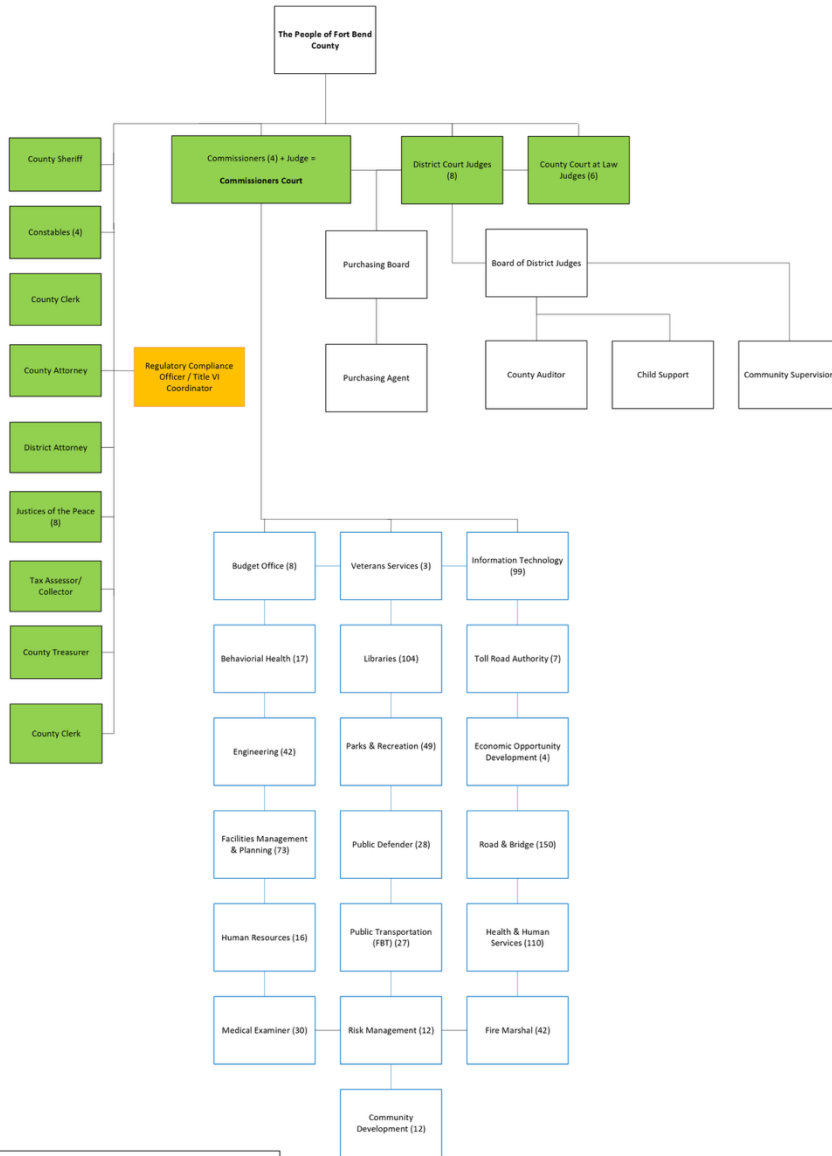 The People of Fort Bend
County
County Sheriff
Commissioners (4) + Judge =
Commissioners Court
District Court Judges
(8)
County Court at Law
Judges (6)
Constables (4)
Purchasing Board
Board of District Judges
County Clerk
County Attorney
Regulatory Compliance
Officer / Title VI
Coordinator
Purchasing Agent
County Auditor
Child Support
Community Supervision
District Attorney
Justices of the Peace
(8)
Tax Assessor/
Collector
County Treasurer
County Clerk
Budget Office (8)
Veterans Services (3)
Information Technology
(99)
Behaviorial Health (17)
Libraries (104)
Toll Road Authority (7)
Engineering (42)
Parks & Recreation (49)
Economic Opportunity
Development (4)
Facilities Management
& Planning (73)
Public Defender (28)
Road & Bridge (150)
Human Resources (16)
Public Transportation
(FBT) (27)
Health & Human
Services (110)
Medical Examiner (30)
Risk Management (12)
Fire Marshal (42)
Community
Development (12)